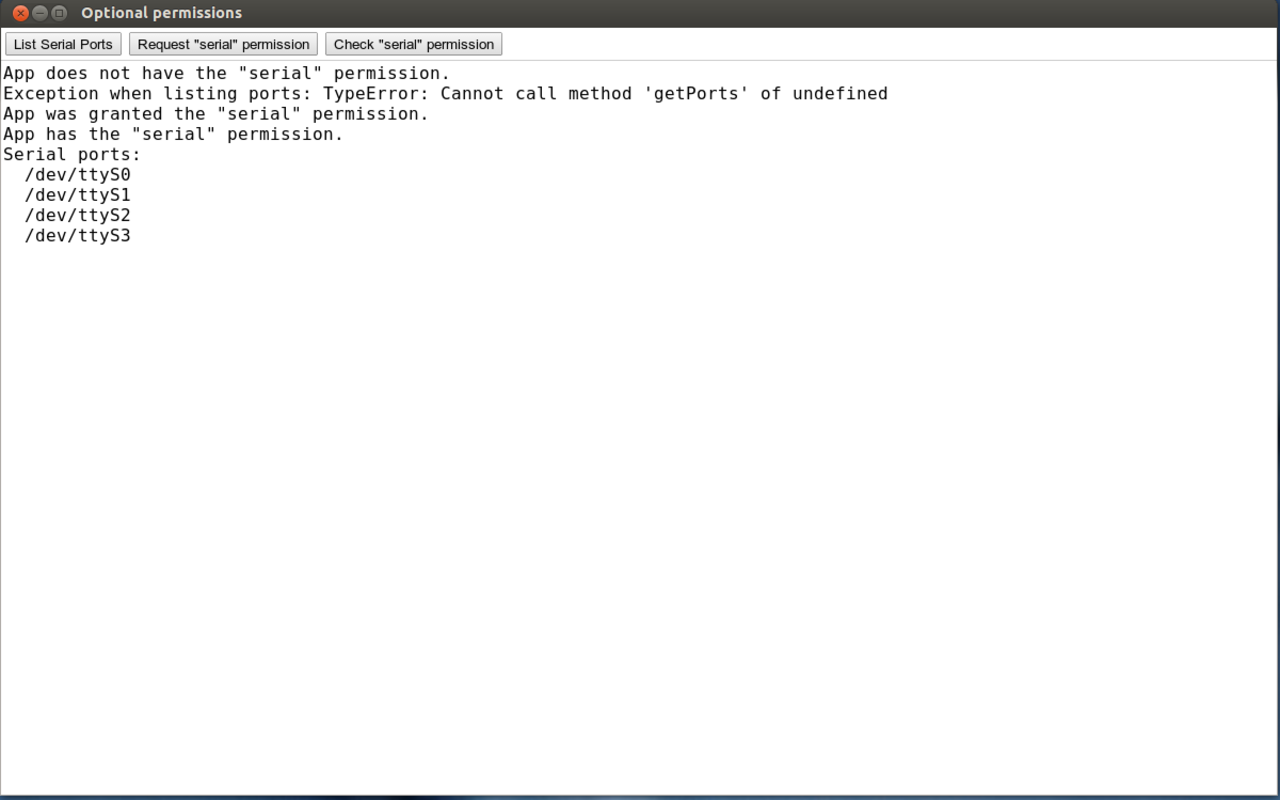 Optional permissions
List Serial Ports Request "serial" permission Check "serial" permission
App does not have the "serial" permission.
Exception when listing ports: TypeError: Cannot call method 'getPorts' of undefined
App was granted the "serial" permission.
App has the "serial" permission.
Serial ports:
/dev/ttyS0
/dev/ttyS1
/dev/ttyS2
/dev/ttyS3